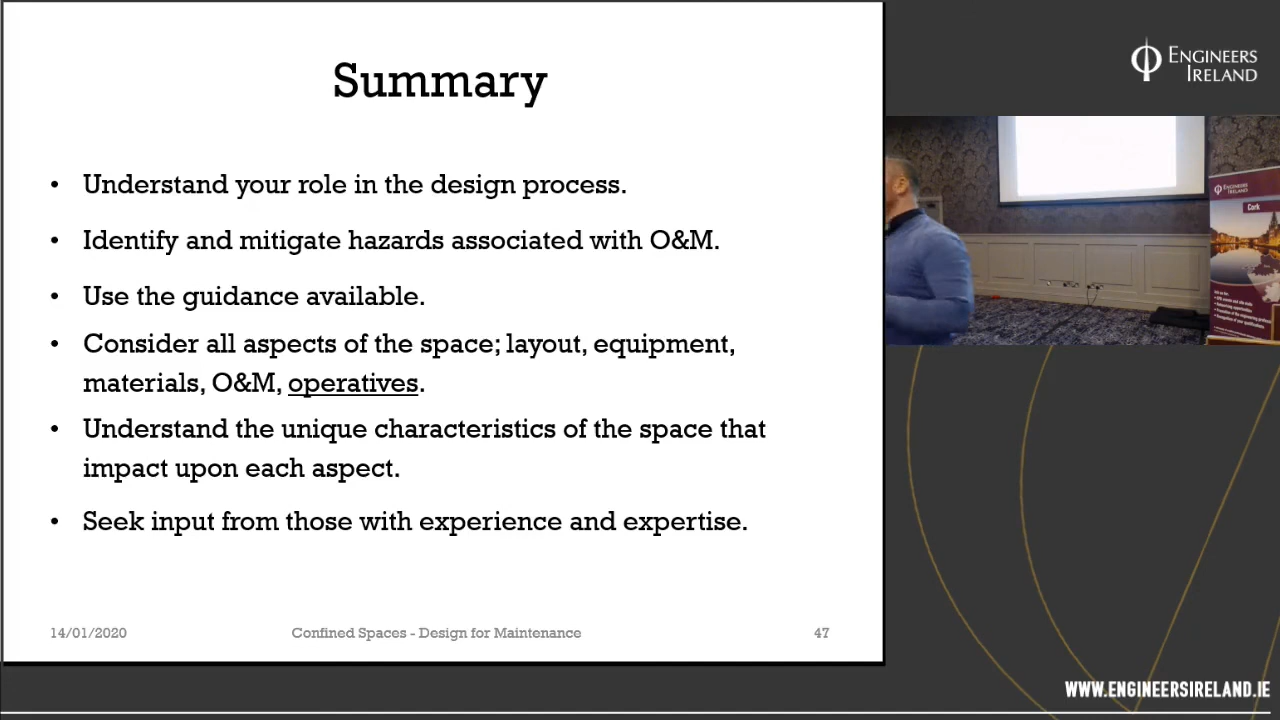 Summary
• Understand your role in the design process.
• Identify and mitigate hazards associated with O&M.
• Use the guidance available.
• Consider all aspects of the space; layout, equipment,
materials, O&M, operatives.
• Understand the unique characteristics of the space that
impact upon each aspect.
• Seek input from those with experience and expertise.
14/01/2020
Confined Spaces - Design for Maintenance
47
ENGINEERS
IRELAND
ENGINEERS
IRELAND
Cork
WWW.ENGINEERSIRELAND.IE